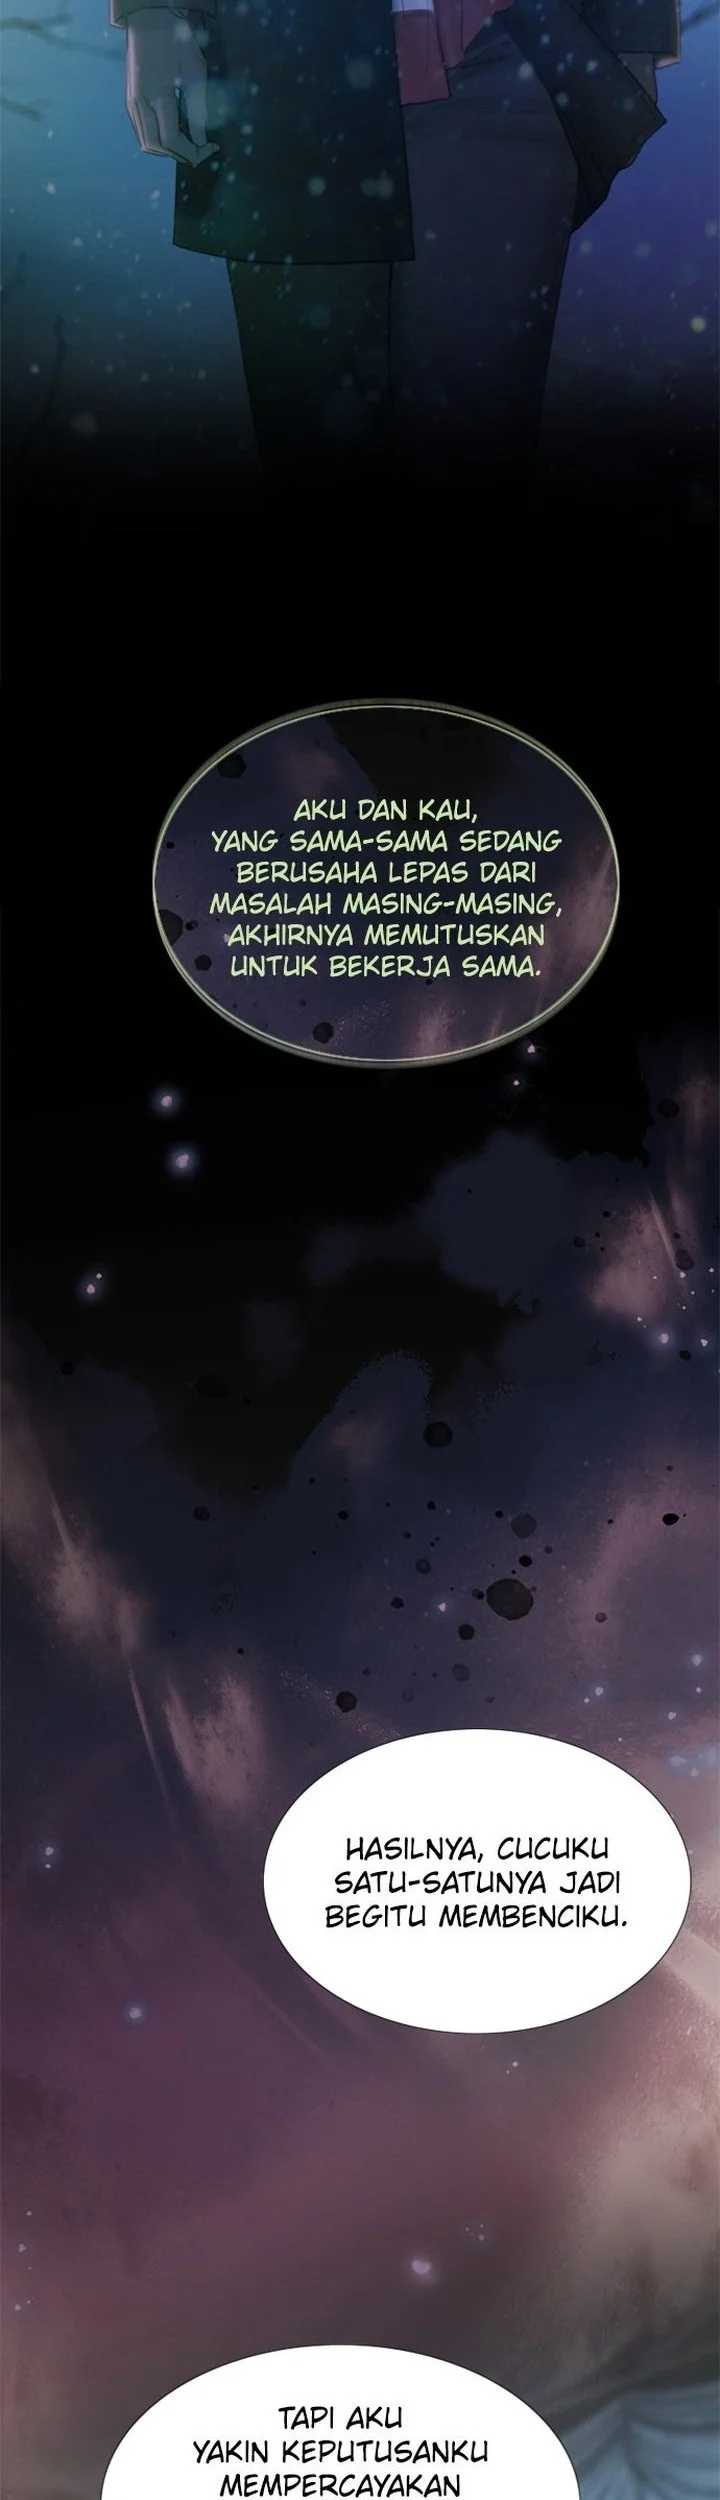 AKU DAN KAU,
YANG SAMA-SAMA SEDANG
BERUSAHA LEPAS DARI
MASALAH MASING-MASING,
AKHIRNYA MEMUTUSKAN
UNTUK BEKERJA SAMA.
HASILNYA, CUCUKU
SATU-SATUNYA JADI
BEGITU MEMBENCIKU.
TAPI AKU
YAKIN KEPUTUSANKU
MEMPERCAYAKAN